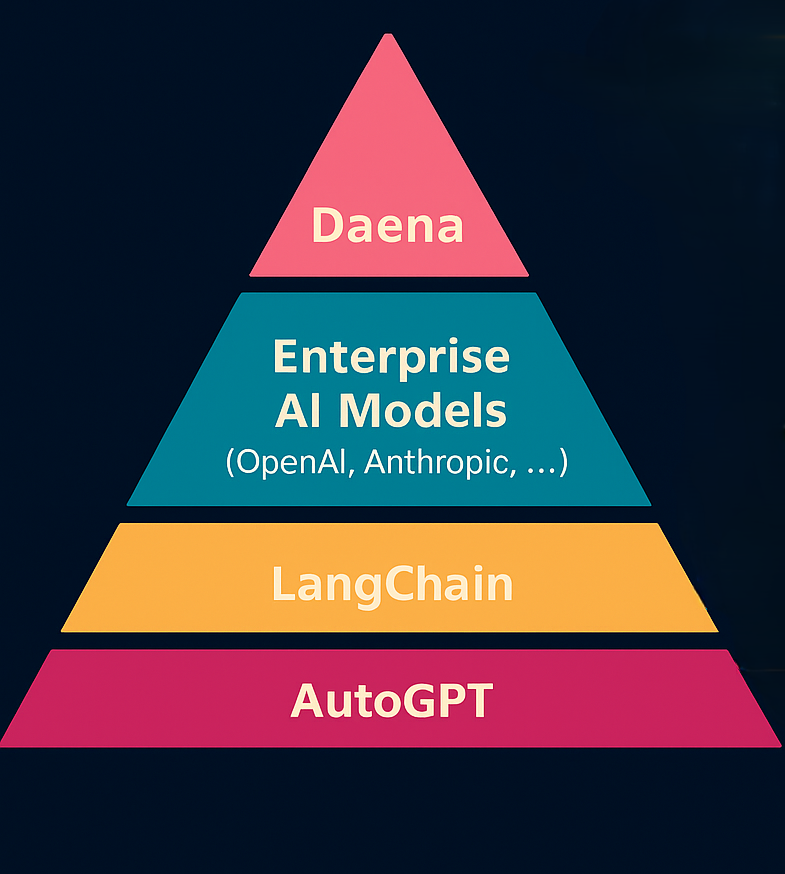 Daena
Enterprise
AI Models
(OpenAI, Anthropic, ...)
LangChain
AutoGPT